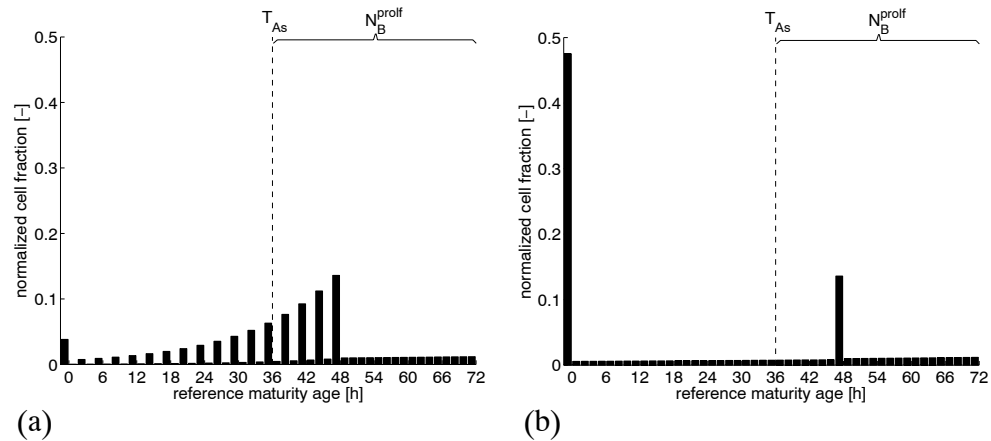 T_As N_B^prolf
0.5
0.4
0.3
0.2
0.1
0
normalized cell fraction [-]
0 6 12 18 24 30 36 42 48 54 60 66 72
reference maturity age [h]
(a)
T_As N_B^prolf
0.5
0.4
0.3
0.2
0.1
0
normalized cell fraction [-]
0 6 12 18 24 30 36 42 48 54 60 66 72
reference maturity age [h]
(b)